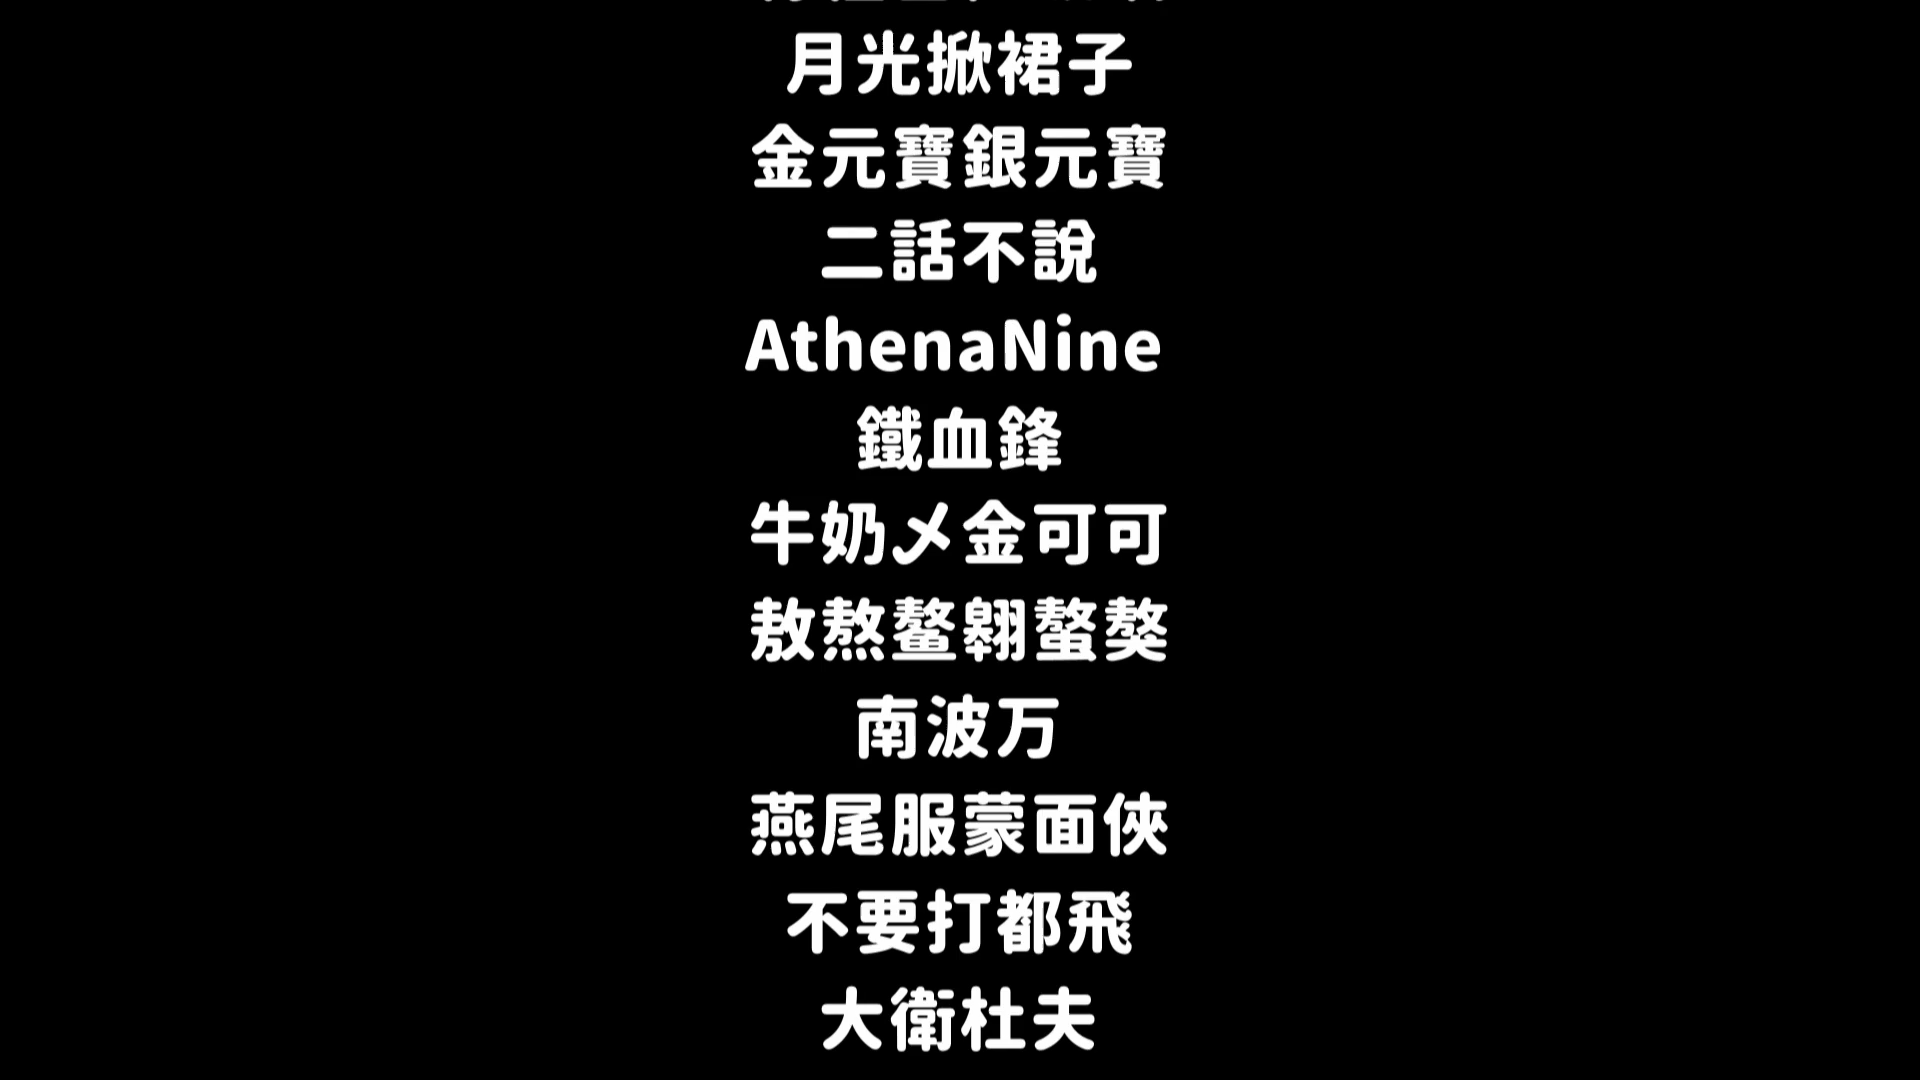 月光掀裙子
金元寶銀元寶
二話不說
AthenaNine
鐵血鋒
牛奶メ金可可
敖熬鳌翱螯獒
南波万
燕尾服蒙面俠
不要打都飛
大衛杜夫